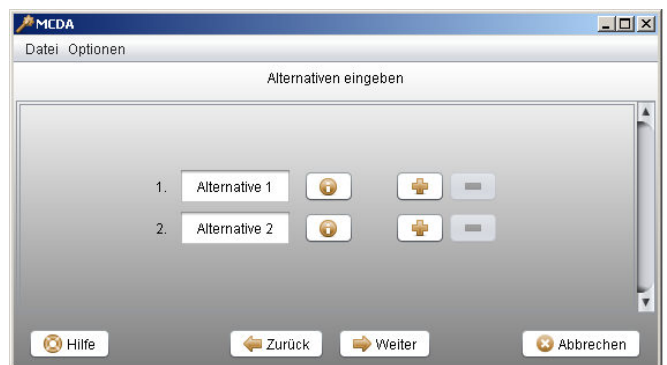 MCDA
Datei Optionen
Alternativen eingeben
1. Alternative 1
2. Alternative 2
Hilfe Zurück Weiter Abbrechen